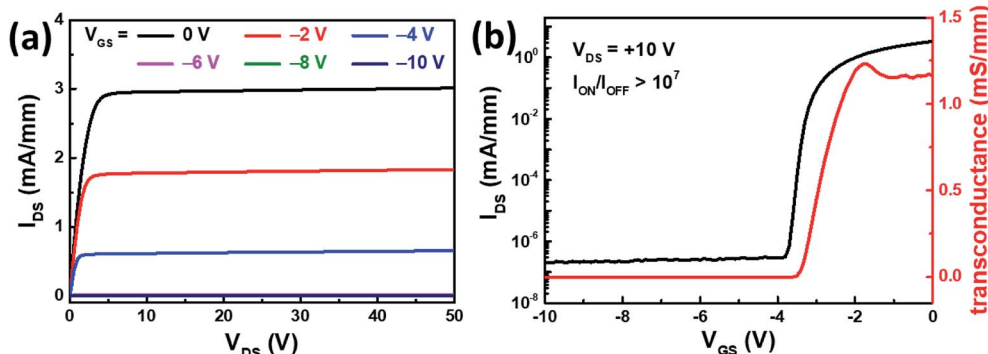 (a)
V_GS = 0 V −2 V −4 V
−6 V −8 V −10 V
I_DS (mA/mm)
4
3
2
1
0
0 10 20 30 40 50
V_DS (V)
(b)
V_DS = +10 V
I_ON/I_OFF > 10^7
I_DS (mA/mm)
10^0
10^-2
10^-4
10^-6
10^-8
-10 -8 -6 -4 -2 0
V_GS (V)
1.5
1.0
0.5
0.0
transconductance (mS/mm)